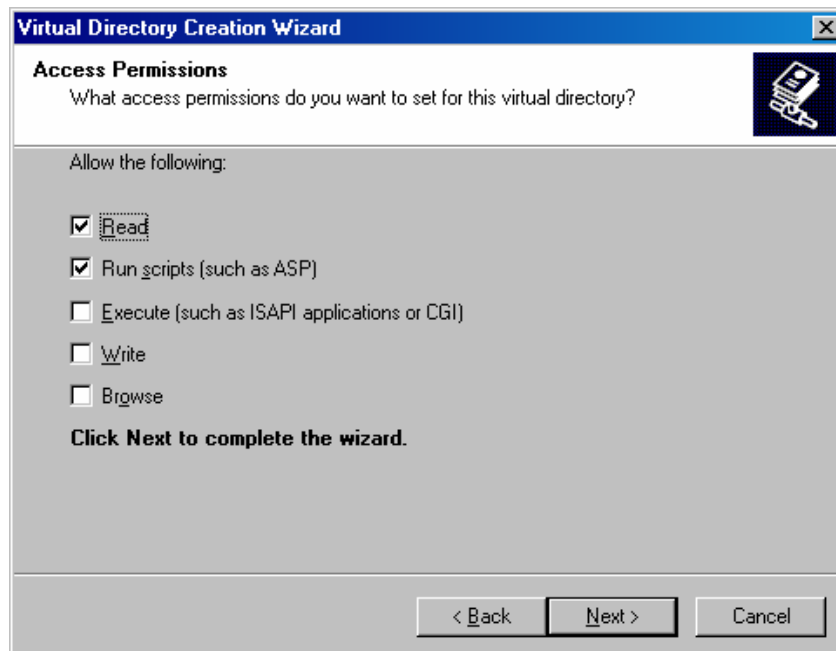 Virtual Directory Creation Wizard
Access Permissions
What access permissions do you want to set for this virtual directory?
Allow the following:
Read
Run scripts (such as ASP)
Execute (such as ISAPI applications or CGI)
Write
Browse
Click Next to complete the wizard.
< Back Next > Cancel